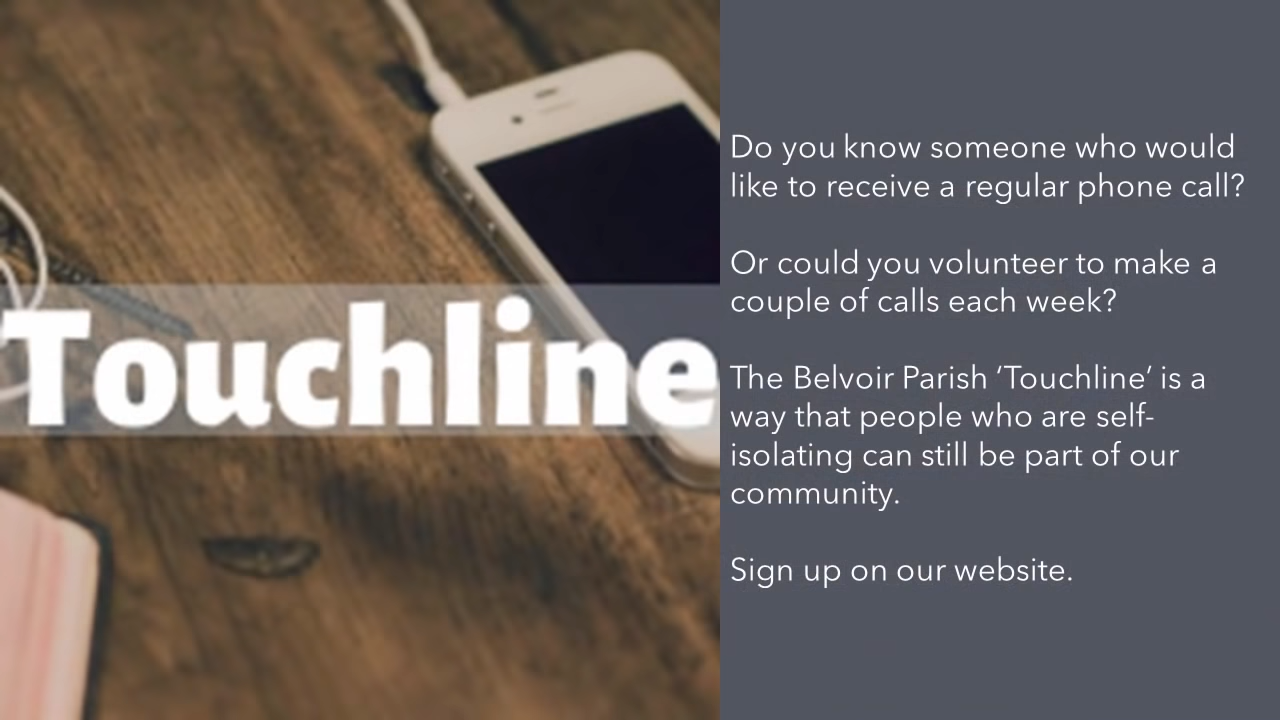 Touchline
Do you know someone who would
like to receive a regular phone call?
Or could you volunteer to make a
couple of calls each week?
The Belvoir Parish ‘Touchline’ is a
way that people who are self-
isolating can still be part of our
community.
Sign up on our website.